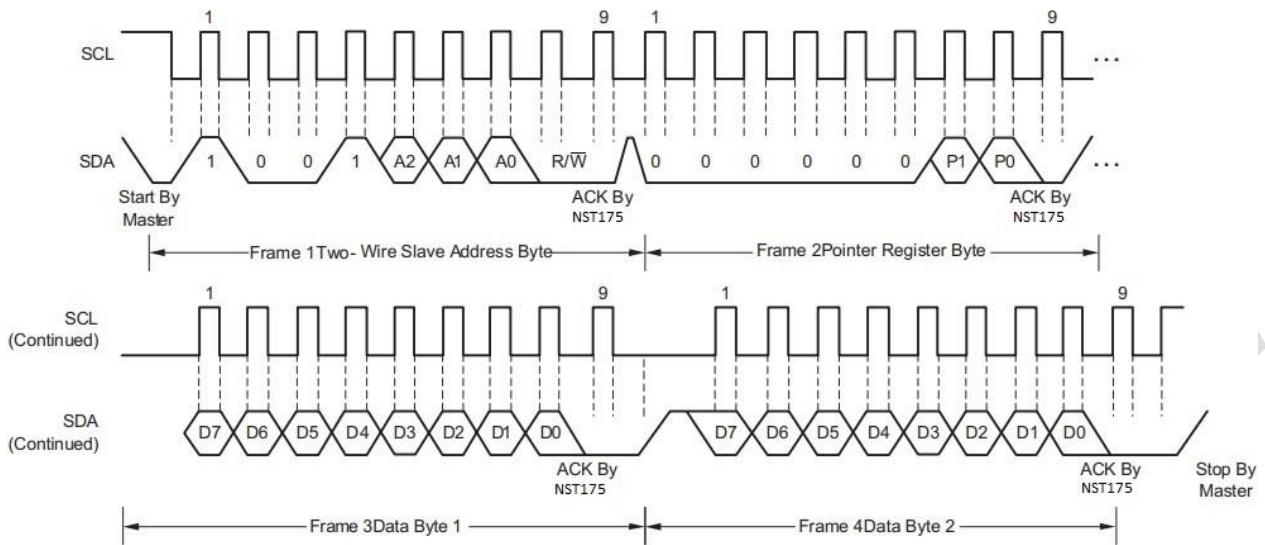 1 9 1 9
SCL ...
SDA 1 0 0 1 A2 A1 A0 R/W̅ 0 0 0 0 0 0 P1 P0 ...
Start By
Master
ACK By
NST175
ACK By
NST175
Frame 1Two- Wire Slave Address Byte
Frame 2Pointer Register Byte
1 9 1 9
SCL
(Continued)
SDA
(Continued)
D7 D6 D5 D4 D3 D2 D1 D0 D7 D6 D5 D4 D3 D2 D1 D0
ACK By
NST175
ACK By
NST175
Stop By
Master
Frame 3Data Byte 1
Frame 4Data Byte 2